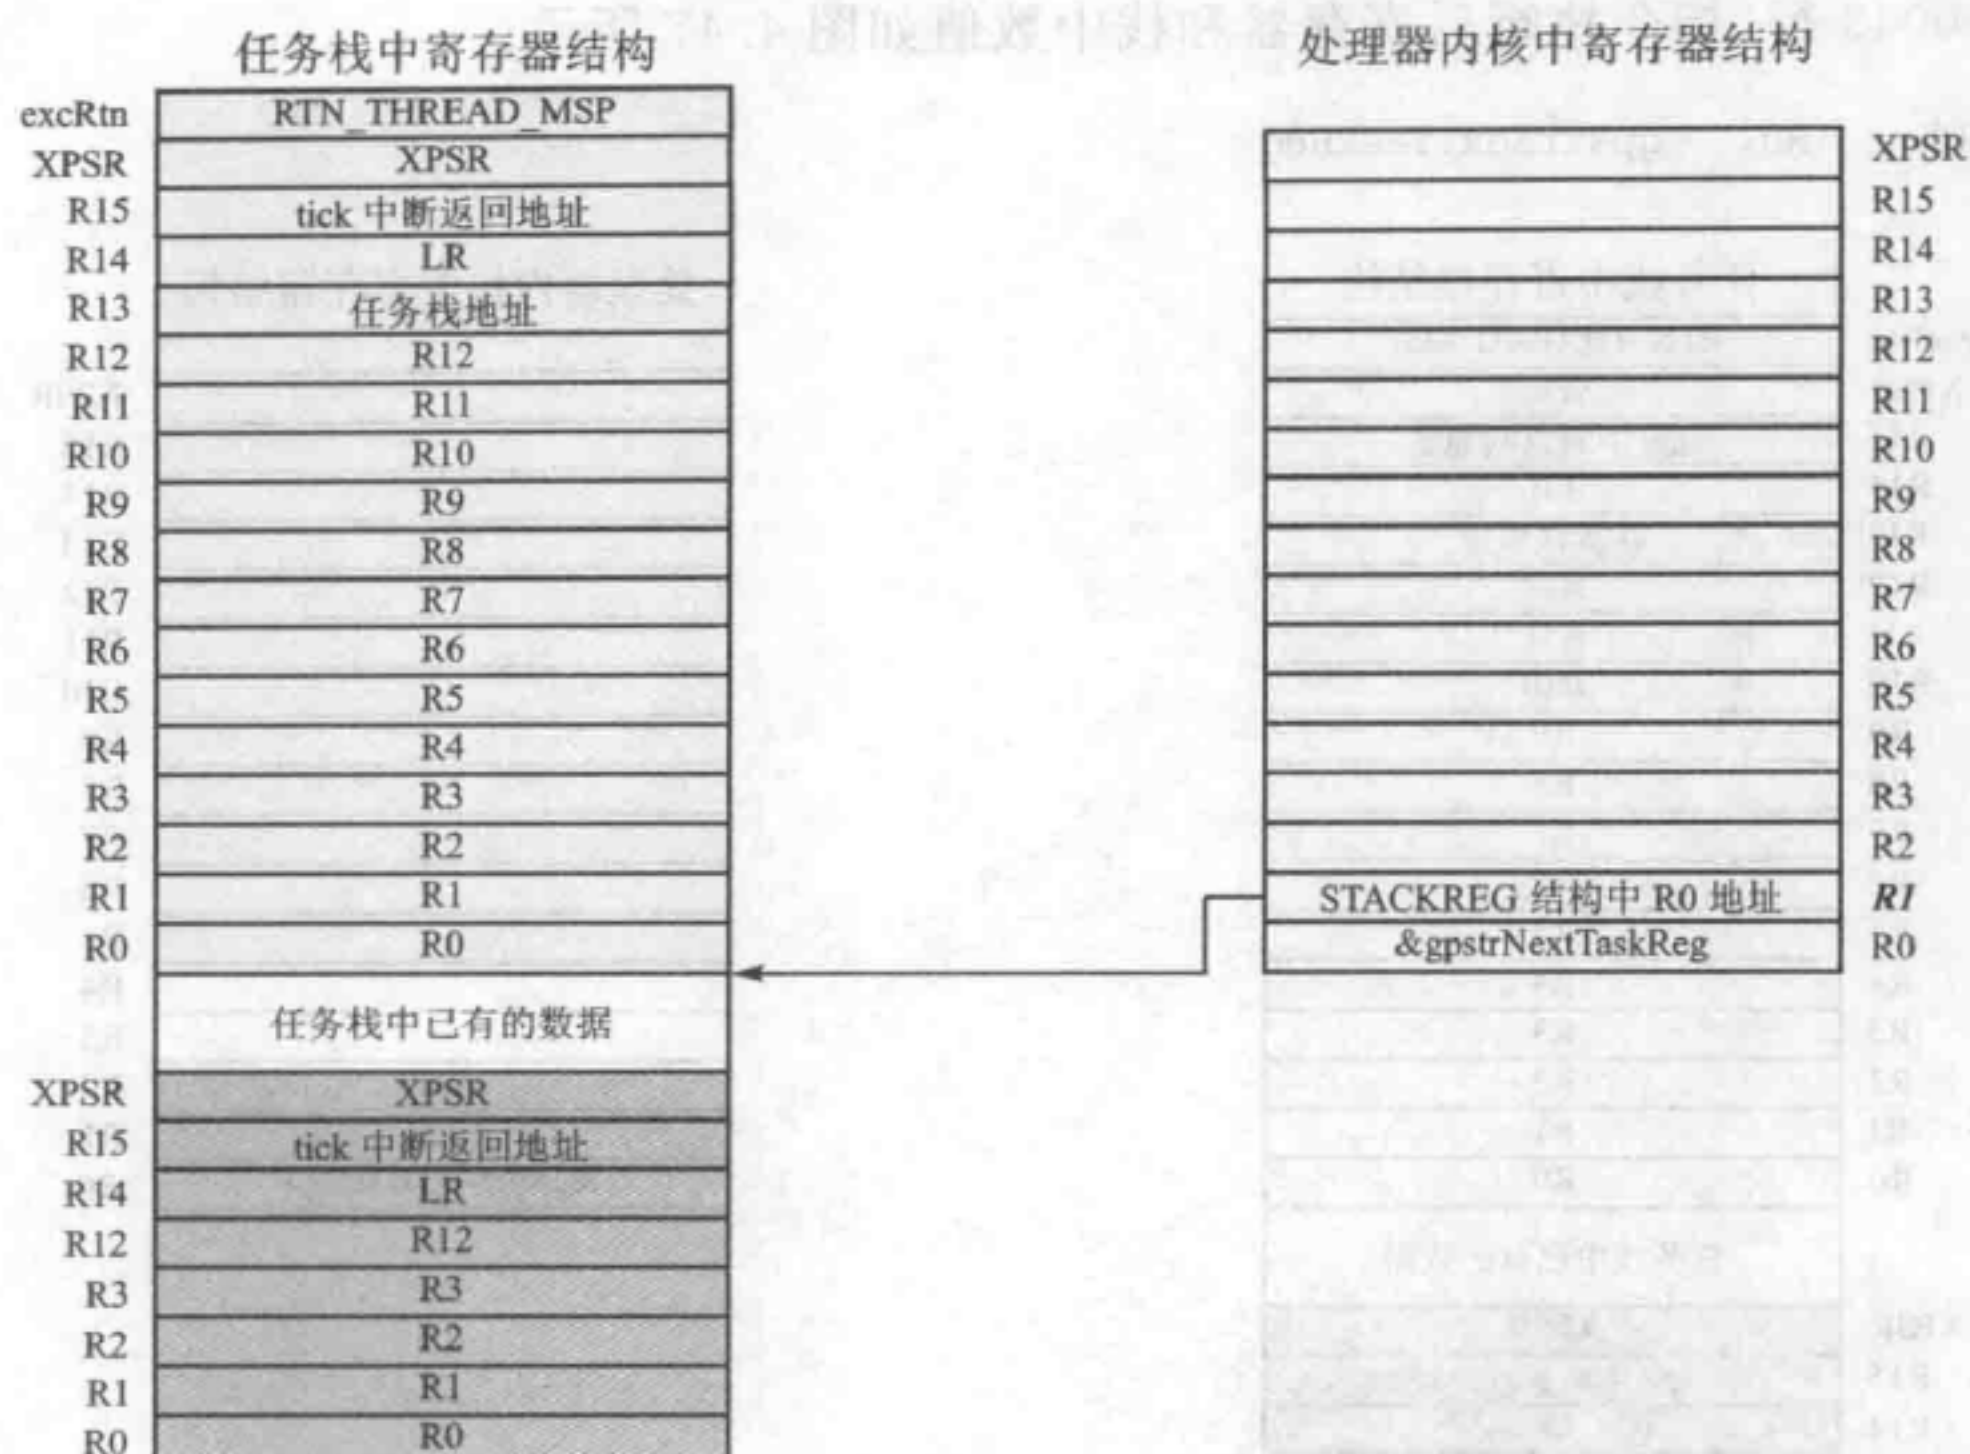 任务栈中寄存器结构
excRtn RTN_THREAD_MSP
XPSR XPSR
R15 tick 中断返回地址
R14 LR
R13 任务栈地址
R12 R12
R11 R11
R10 R10
R9 R9
R8 R8
R7 R7
R6 R6
R5 R5
R4 R4
R3 R3
R2 R2
R1 R1
R0 R0
任务栈中已有的数据
XPSR XPSR
R15 tick 中断返回地址
R14 LR
R12 R12
R3 R3
R2 R2
R1 R1
R0 R0
处理器内核中寄存器结构
XPSR
R15
R14
R13
R12
R11
R10
R9
R8
R7
R6
R5
R4
R3
R2
STACKREG 结构中 R0 地址 R1
&gpstrNextTaskReg R0